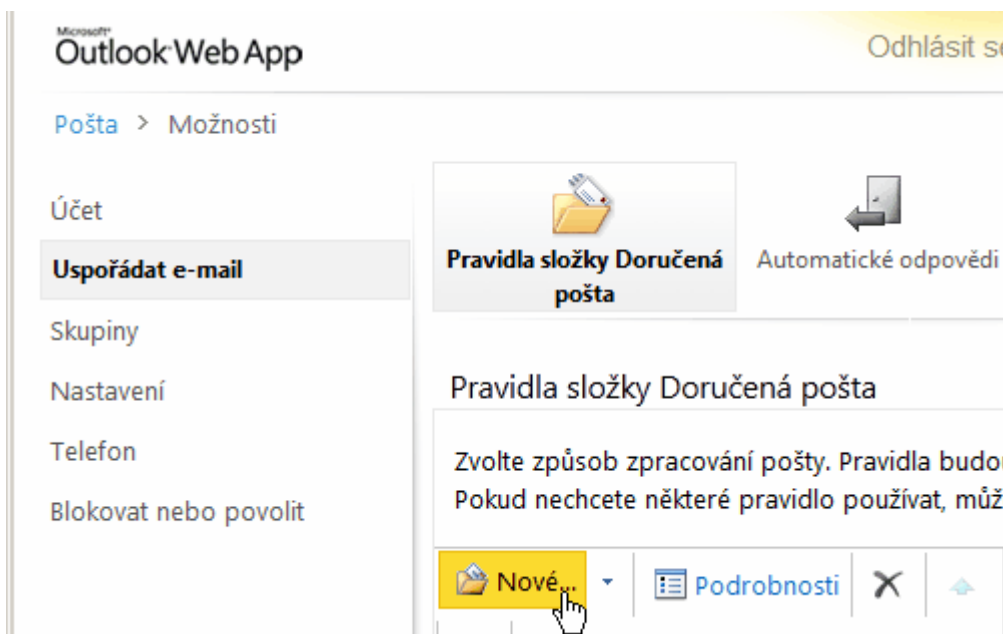 Microsoft
Outlook Web App
Odhlásit se
Pošta > Možnosti
Účet
Uspořádat e-mail
Skupiny
Nastavení
Telefon
Blokovat nebo povolit
Pravidla složky Doručená
pošta
Automatické odpovědi
Pravidla složky Doručená pošta
Zvolte způsob zpracování pošty. Pravidla budou
Pokud nechcete některé pravidlo používat, můž
Nové...
Podrobnosti